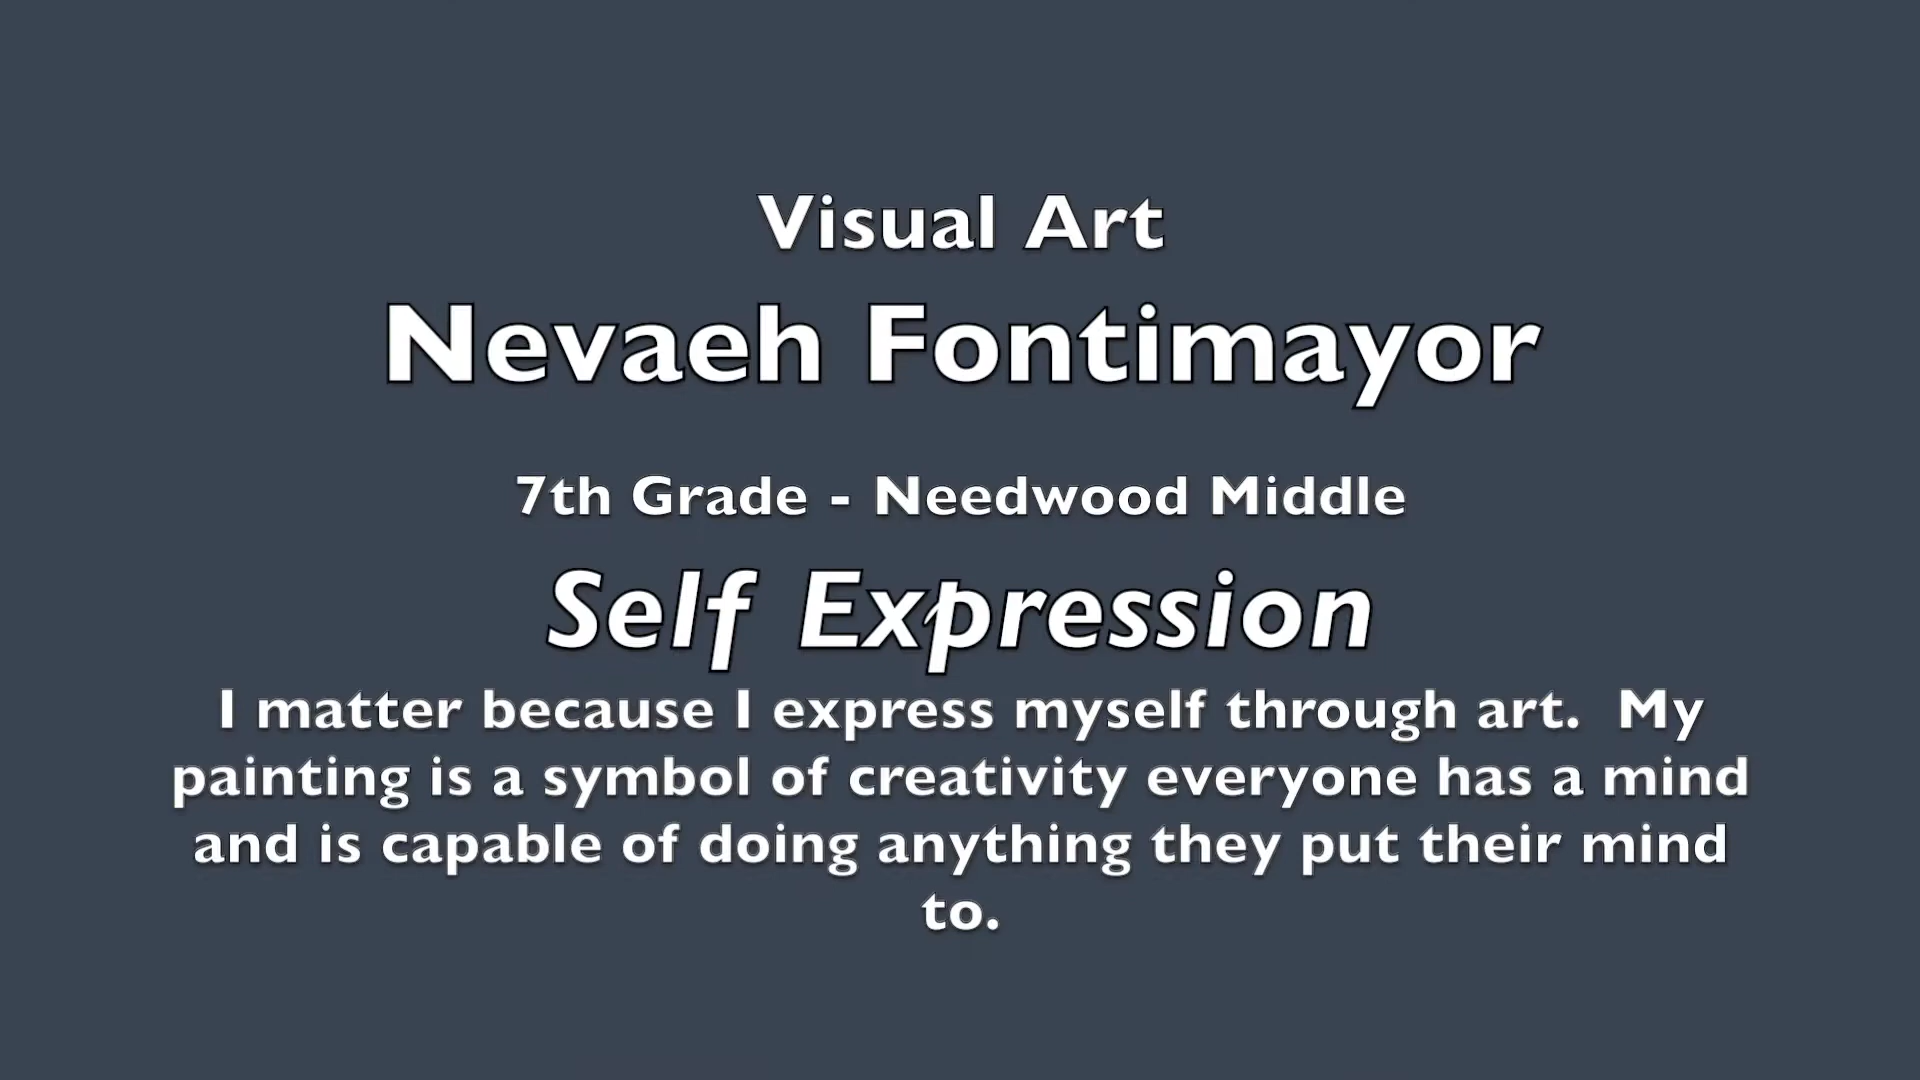 Visual Art
Nevaeh Fontimayor
7th Grade - Needwood Middle
Self Expression
I matter because I express myself through art.  My
painting is a symbol of creativity everyone has a mind
and is capable of doing anything they put their mind
to.